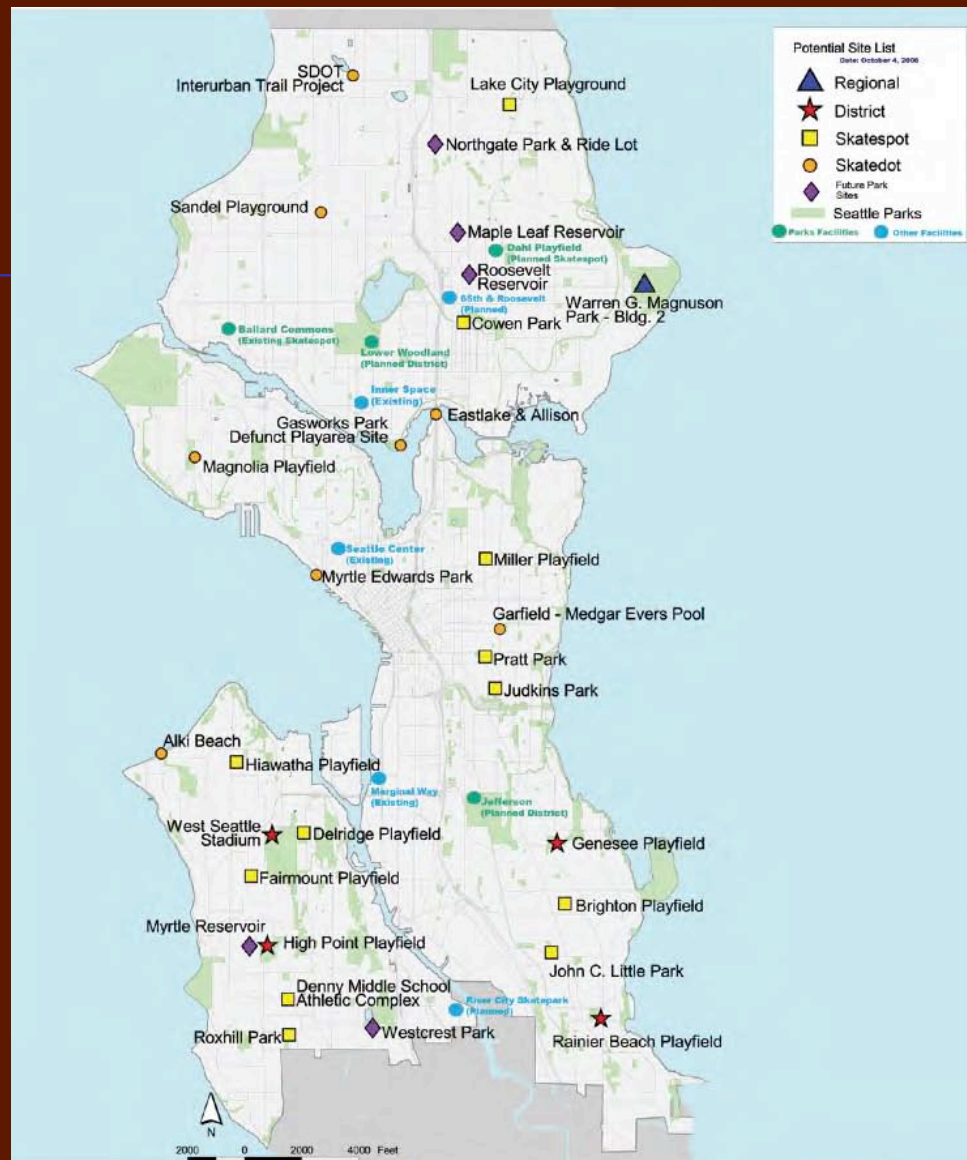 Potential Site List
Date: October 4, 2006
Regional
District
Skatespot
Skatedot
Future Park
Sites
Seattle Parks
Parks Facilities
Other Facilities
SDOT
Interurban Trail Project
Lake City Playground
Northgate Park & Ride Lot
Sandel Playground
Maple Leaf Reservoir
Dahl Playfield
(Planned Skatespot)
Roosevelt
Reservoir
65th & Roosevelt
(Planned)
Warren G. Magnuson
Park - Bldg. 2
Cowen Park
Ballard Commons
(Existing Skatespot)
Lower Woodland
(Planned District)
Inner Space
(Existing)
Gasworks Park
Defunct Playarea Site
Eastlake & Allison
Magnolia Playfield
Seattle Center
(Existing)
Miller Playfield
Myrtle Edwards Park
Garfield - Medgar Evers Pool
Pratt Park
Judkins Park
Alki Beach
Hiawatha Playfield
Marginal Way
(Existing)
Jefferson
(Planned District)
West Seattle
Stadium
Delridge Playfield
Genesee Playfield
Fairmount Playfield
Brighton Playfield
Myrtle Reservoir
High Point Playfield
John C. Little Park
Denny Middle School
Athletic Complex
River City Skatepark
(Planned)
Roxhill Park
Westcrest Park
Rainier Beach Playfield
N
2000 0 2000 4000 Feet